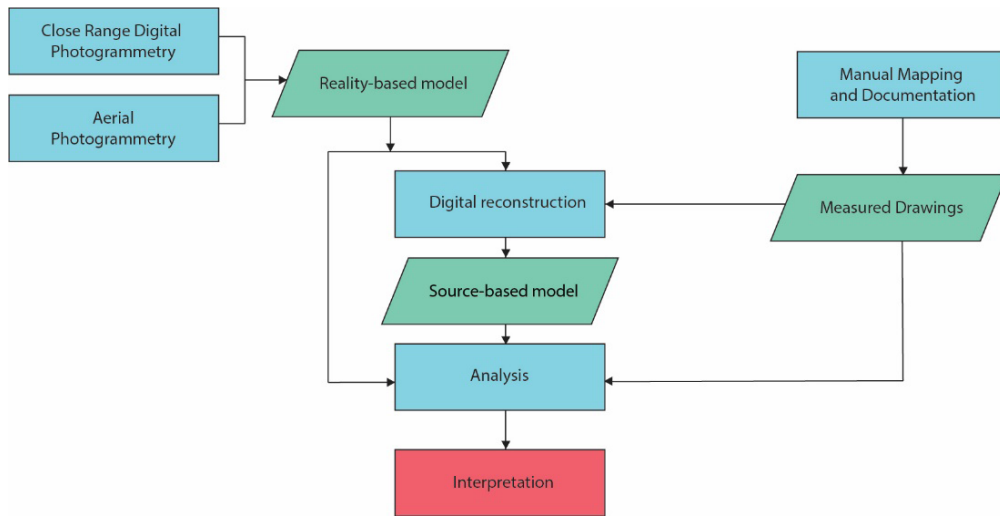 Close Range Digital
Photogrammetry
Aerial
Photogrammetry
Reality-based model
Manual Mapping
and Documentation
Digital reconstruction
Measured Drawings
Source-based model
Analysis
Interpretation